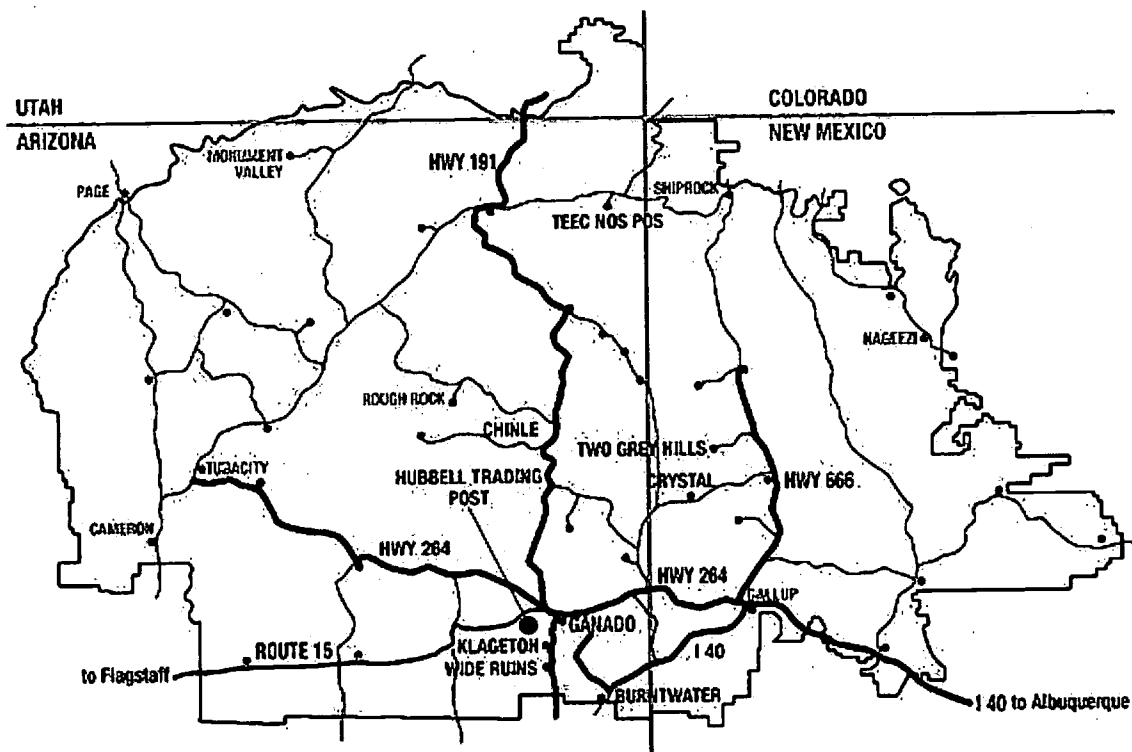 UTAH
COLORADO
ARIZONA
NEW MEXICO
MONUMENT
VALLEY
HWY 191
PAGE
SHIPROCK
TEEC NOS POS
NAGEEZI
ROUGH ROCK
CHINLE
TWO GREY HILLS
TUBACITY
HUBBELL TRADING
POST
CRYSTAL
HWY 666
CAMERON
HWY 264
HWY 264
GALLUP
GANADO
ROUTE 15
KLAGETOH
I 40
to Flagstaff
WIDE RUINS
BURNTWATER
I 40 to Albuquerque